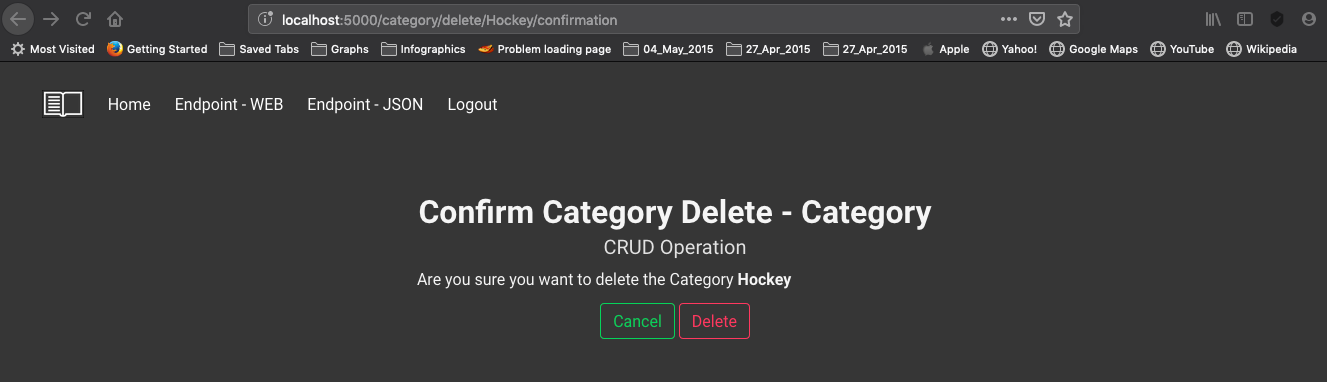 localhost:5000/category/delete/Hockey/confirmation
Most Visited Getting Started Saved Tabs Graphs Infographics Problem loading page 04_May_2015 27_Apr_2015 27_Apr_2015 Apple Yahoo! Google Maps YouTube Wikipedia
Home Endpoint - WEB Endpoint - JSON Logout
Confirm Category Delete - Category
CRUD Operation
Are you sure you want to delete the Category Hockey
Cancel Delete